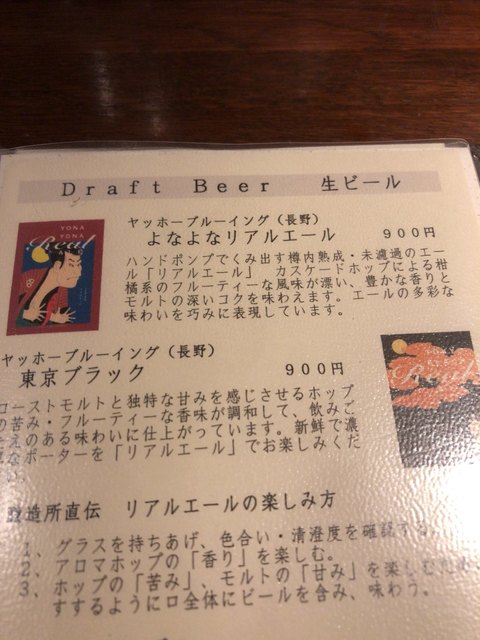 Draft Beer 生ビール
YONA
YONA
Real
ヤッホーブルーイング(長野)
よなよなリアルエール 900円
ハンドポンプでくみ出す樽内熟成・未濾過のエー
ル「リアルエール」 カスケードホップによる柑
橘系のフルーティーな風味が漂い、豊かな香りと
モルトの深いコクを味わえます。エールの多彩な
味わいを巧みに表現しています。
ヤッホーブルーイング(長野)
東京ブラック 900円
ローストモルトと独特な甘みを感じさせるホップ
の苦み・フルーティーな香味が調和して、飲みご
たえのある味わいに仕上がっています。新鮮で濃
なポーターを「リアルエール」でお楽しみくだ
Real
造所直伝 リアルエールの楽しみ方
1、グラスを持ちあげ、色合い・清澄度を確認する。
2、アロマホップの「香り」を楽しむ。
3、ホップの「苦み」、モルトの「甘み」を楽しむため
すするように口全体にビールを含み、味わう。